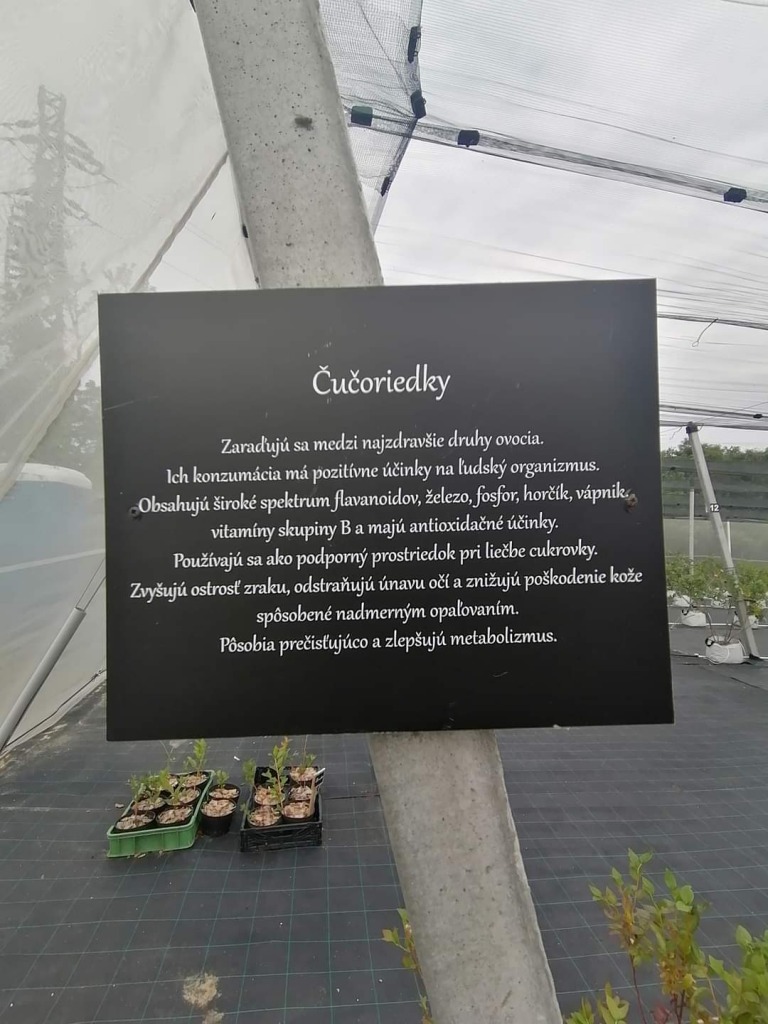 Čučoriedky
Zaraďujú sa medzi najzdravšie druhy ovocia.
Ich konzumácia má pozitívne účinky na ľudský organizmus.
Obsahujú široké spektrum flavanoidov, železo, fosfor, horčík, vápnik,
vitamíny skupiny B a majú antioxidačné účinky.
Používajú sa ako podporný prostriedok pri liečbe cukrovky.
Zvyšujú ostrosť zraku, odstraňujú únavu očí a znižujú poškodenie kože
spôsobené nadmerným opaľovaním.
Pôsobia prečisťujúco a zlepšujú metabolizmus.
12